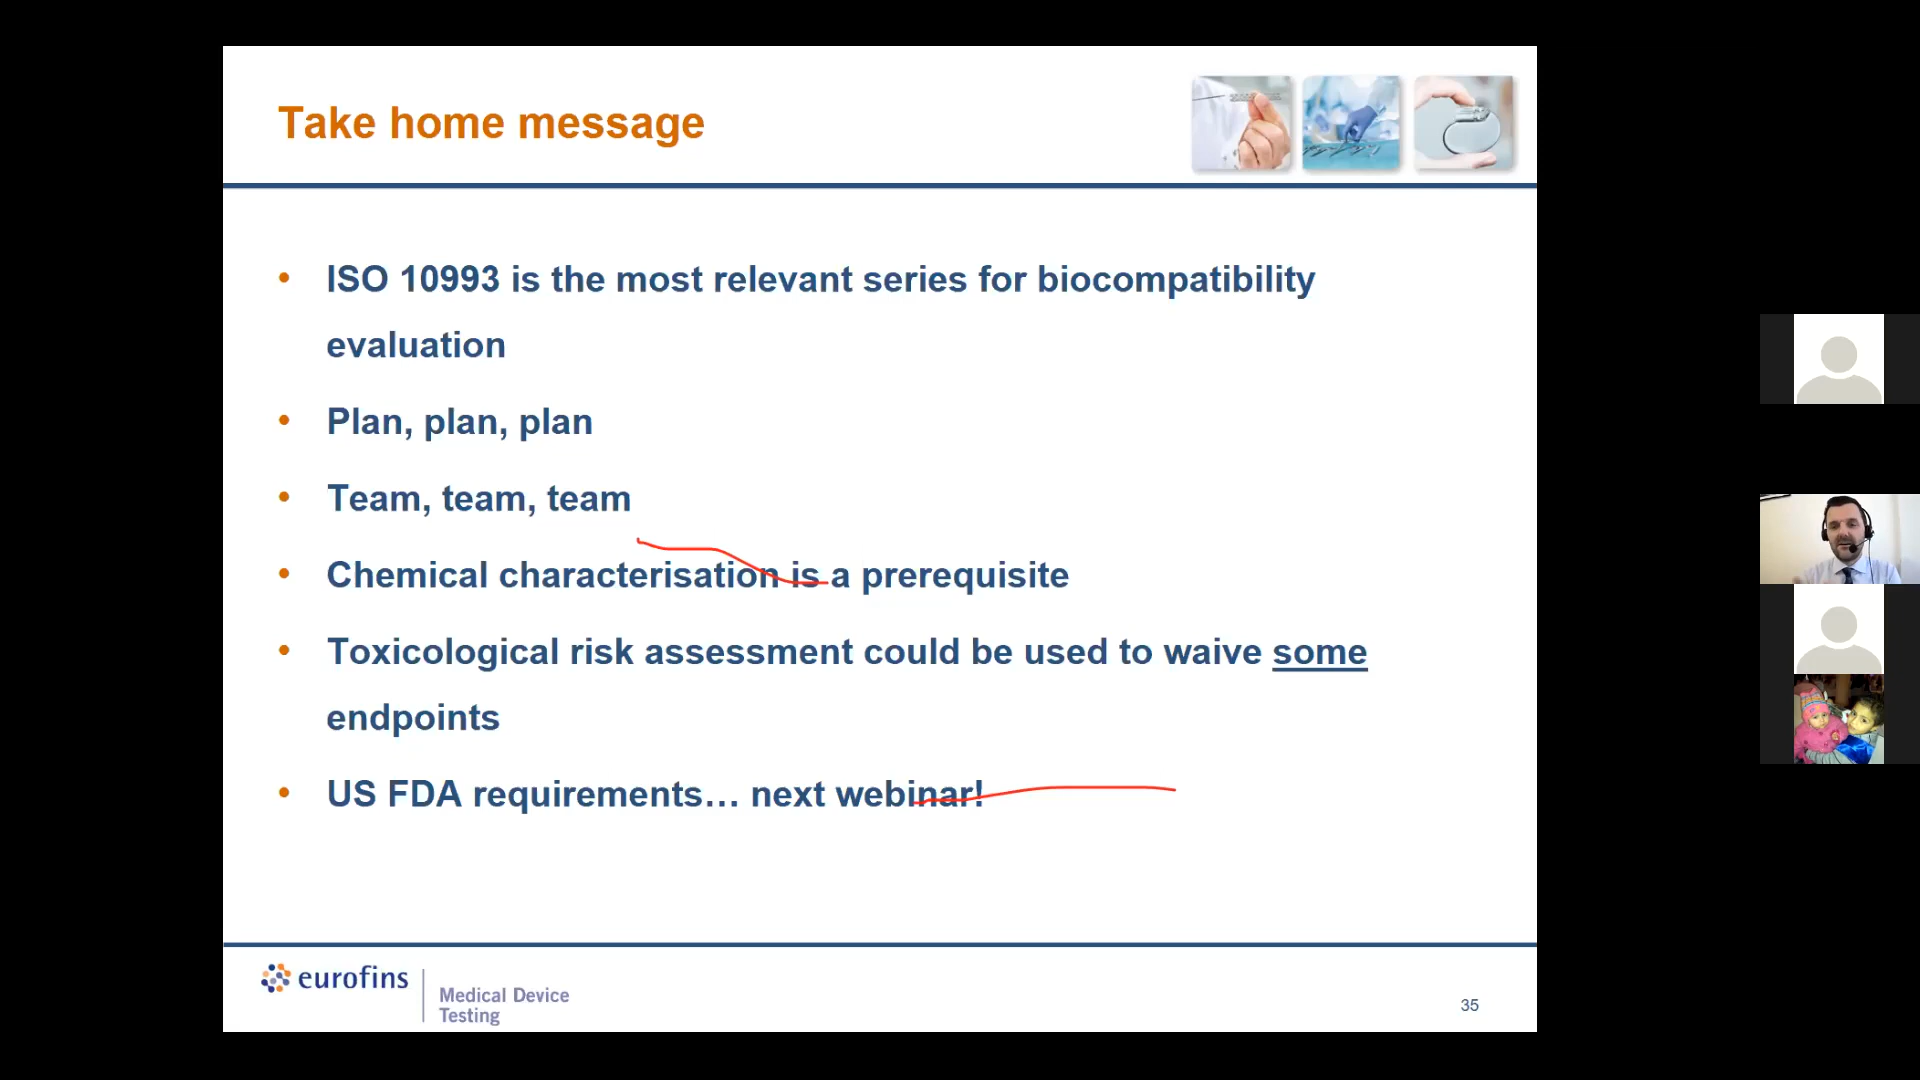 Take home message
• ISO 10993 is the most relevant series for biocompatibility
evaluation
• Plan, plan, plan
• Team, team, team
• Chemical characterisation is a prerequisite
• Toxicological risk assessment could be used to waive some
endpoints
• US FDA requirements... next webinar!
eurofins
Medical Device
Testing
35